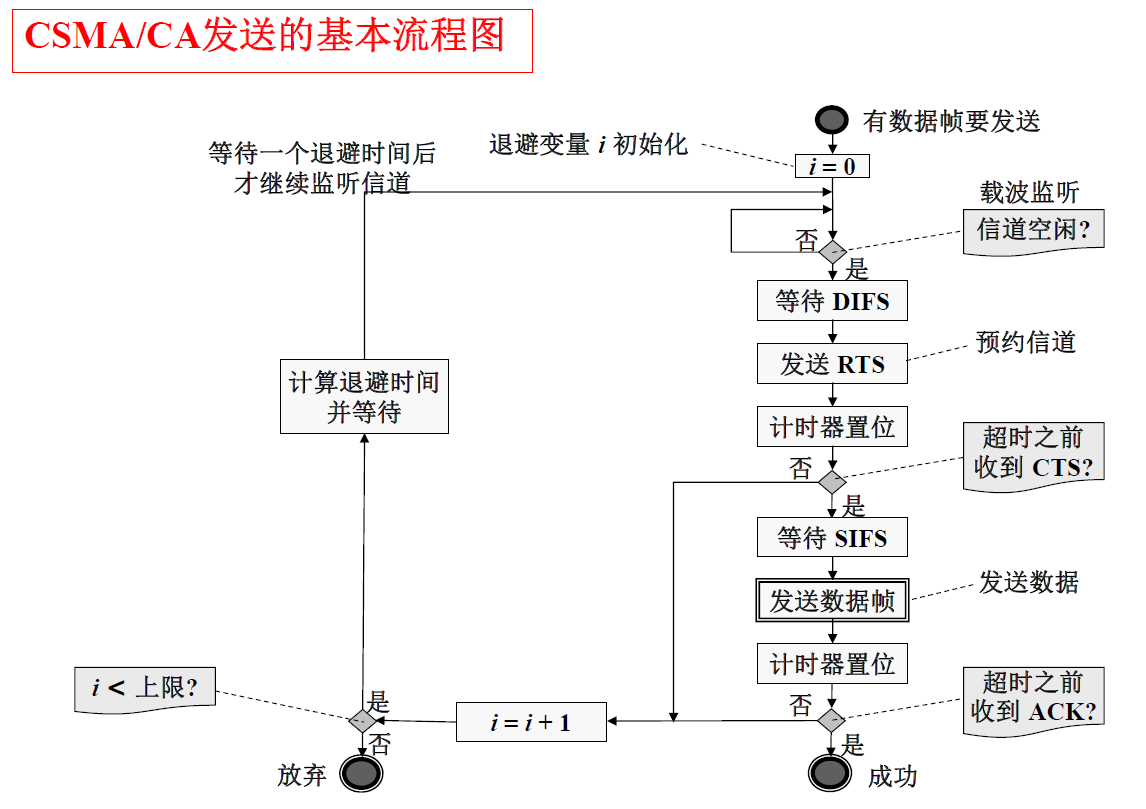 CSMA/CA发送的基本流程图
有数据帧要发送
退避变量 i 初始化
i = 0
等待一个退避时间后
才继续监听信道
载波监听
信道空闲?
否
是
等待 DIFS
发送 RTS
预约信道
计算退避时间
并等待
计时器置位
超时之前
收到 CTS?
否
是
等待 SIFS
发送数据帧
发送数据
计时器置位
i < 上限?
超时之前
收到 ACK?
是
否
i = i + 1
否
是
放弃
成功